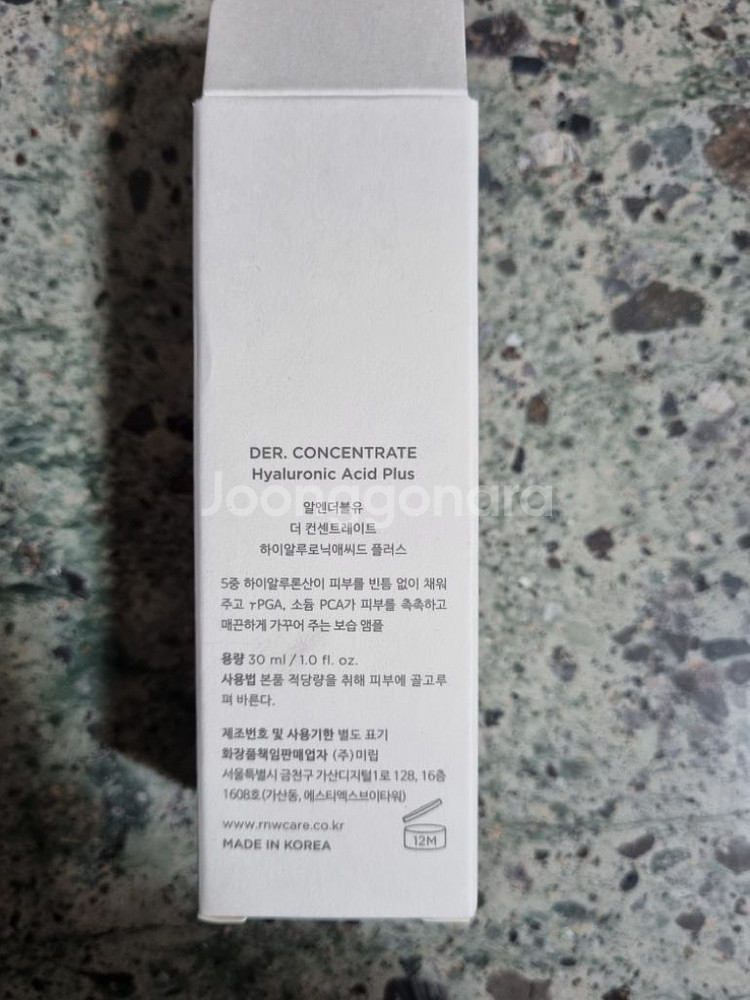 DER. CONCENTRATE
Hyaluronic Acid Plus
Joongonara
알엔더블유
더 컨센트레이트
하이알루로닉애씨드 플러스
5중 하이알루론산이 피부를 빈틈 없이 채워
주고 rPGA, 소듐 PCA가 피부를 촉촉하고
매끈하게 가꾸어 주는 보습 앰플
용량 30 ml / 1.0 fl. oz.
사용법 본품 적당량을 취해 피부에 골고루
펴 바른다.
제조번호 및 사용기한 별도 표기
화장품책임판매업자 (주)미립
서울특별시 금천구 가산디지털1로 128, 16층
1608호(가산동, 에스티엑스브이타워)
www.rnwcare.co.kr
MADE IN KOREA
12M